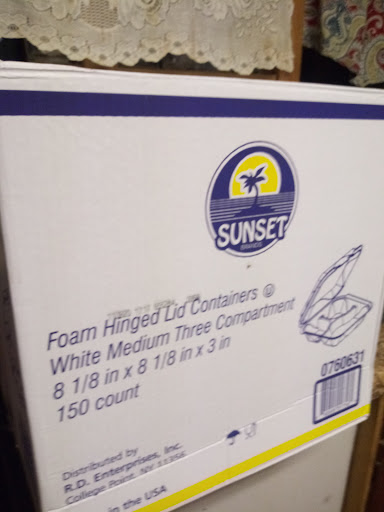 SUNSET
Foam Hinged Lid Containers
White Medium Three Compartment
8 1/8 in x 8 1/8 in x 3 in
150 count
0760631
Distributed by
R.D. Enterprises, Inc.
College Point, NY 11356
in the USA